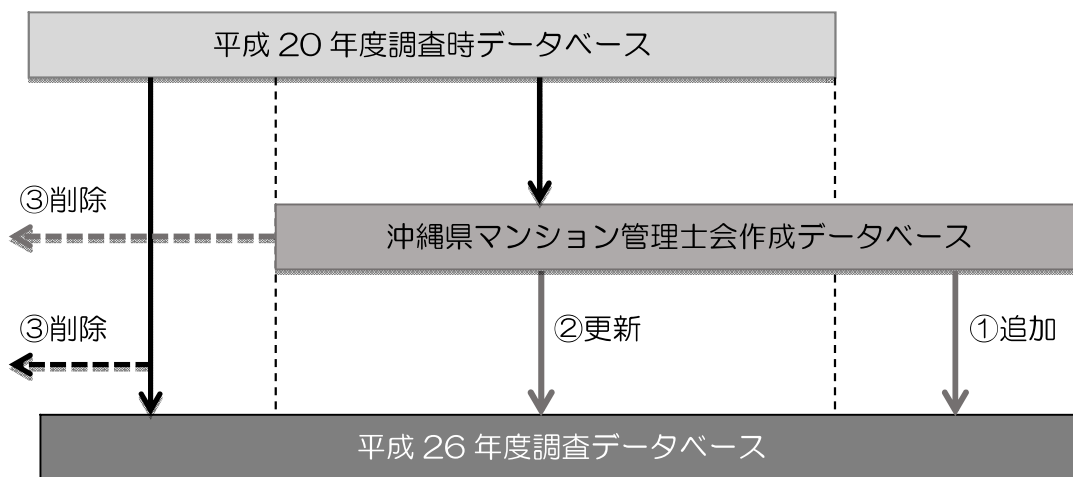 平成 20 年度調査時データベース
③削除
沖縄県マンション管理士会作成データベース
③削除
②更新
①追加
平成 26 年度調査データベース